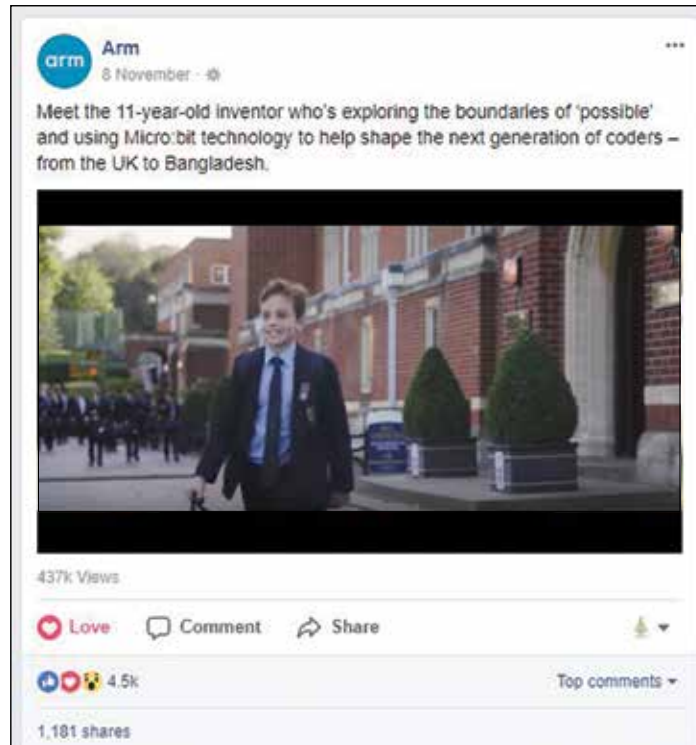 arm
Arm
8 November
Meet the 11-year-old inventor who's exploring the boundaries of 'possible'
and using Micro:bit technology to help shape the next generation of coders –
from the UK to Bangladesh.
437k Views
Love Comment Share
4.5k Top comments
1,181 shares